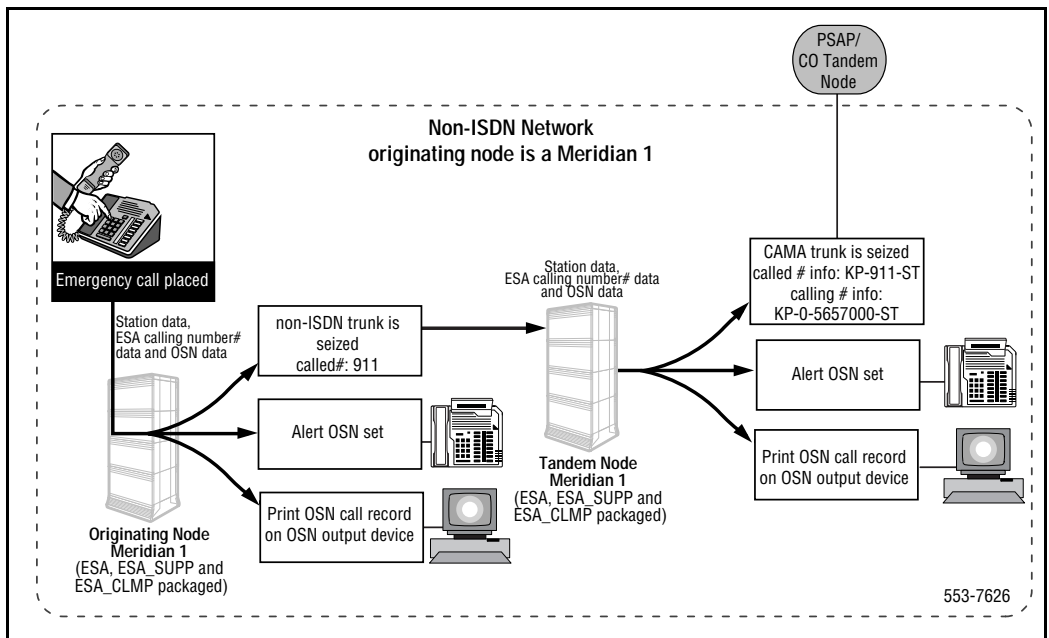 PSAP/
CO Tandem
Node
Non-ISDN Network
originating node is a Meridian 1
Emergency call placed
Station data,
ESA calling number#
data and OSN data
non-ISDN trunk is
seized
called#: 911
Alert OSN set
Print OSN call record
on OSN output device
Originating Node
Meridian 1
(ESA, ESA_SUPP and
ESA_CLMP packaged)
Station data,
ESA calling number# data
and OSN data
Tandem Node
Meridian 1
(ESA, ESA_SUPP and
ESA_CLMP packaged)
CAMA trunk is seized
called # info: KP-911-ST
calling # info:
KP-0-5657000-ST
Alert OSN set
Print OSN call record
on OSN output device
553-7626